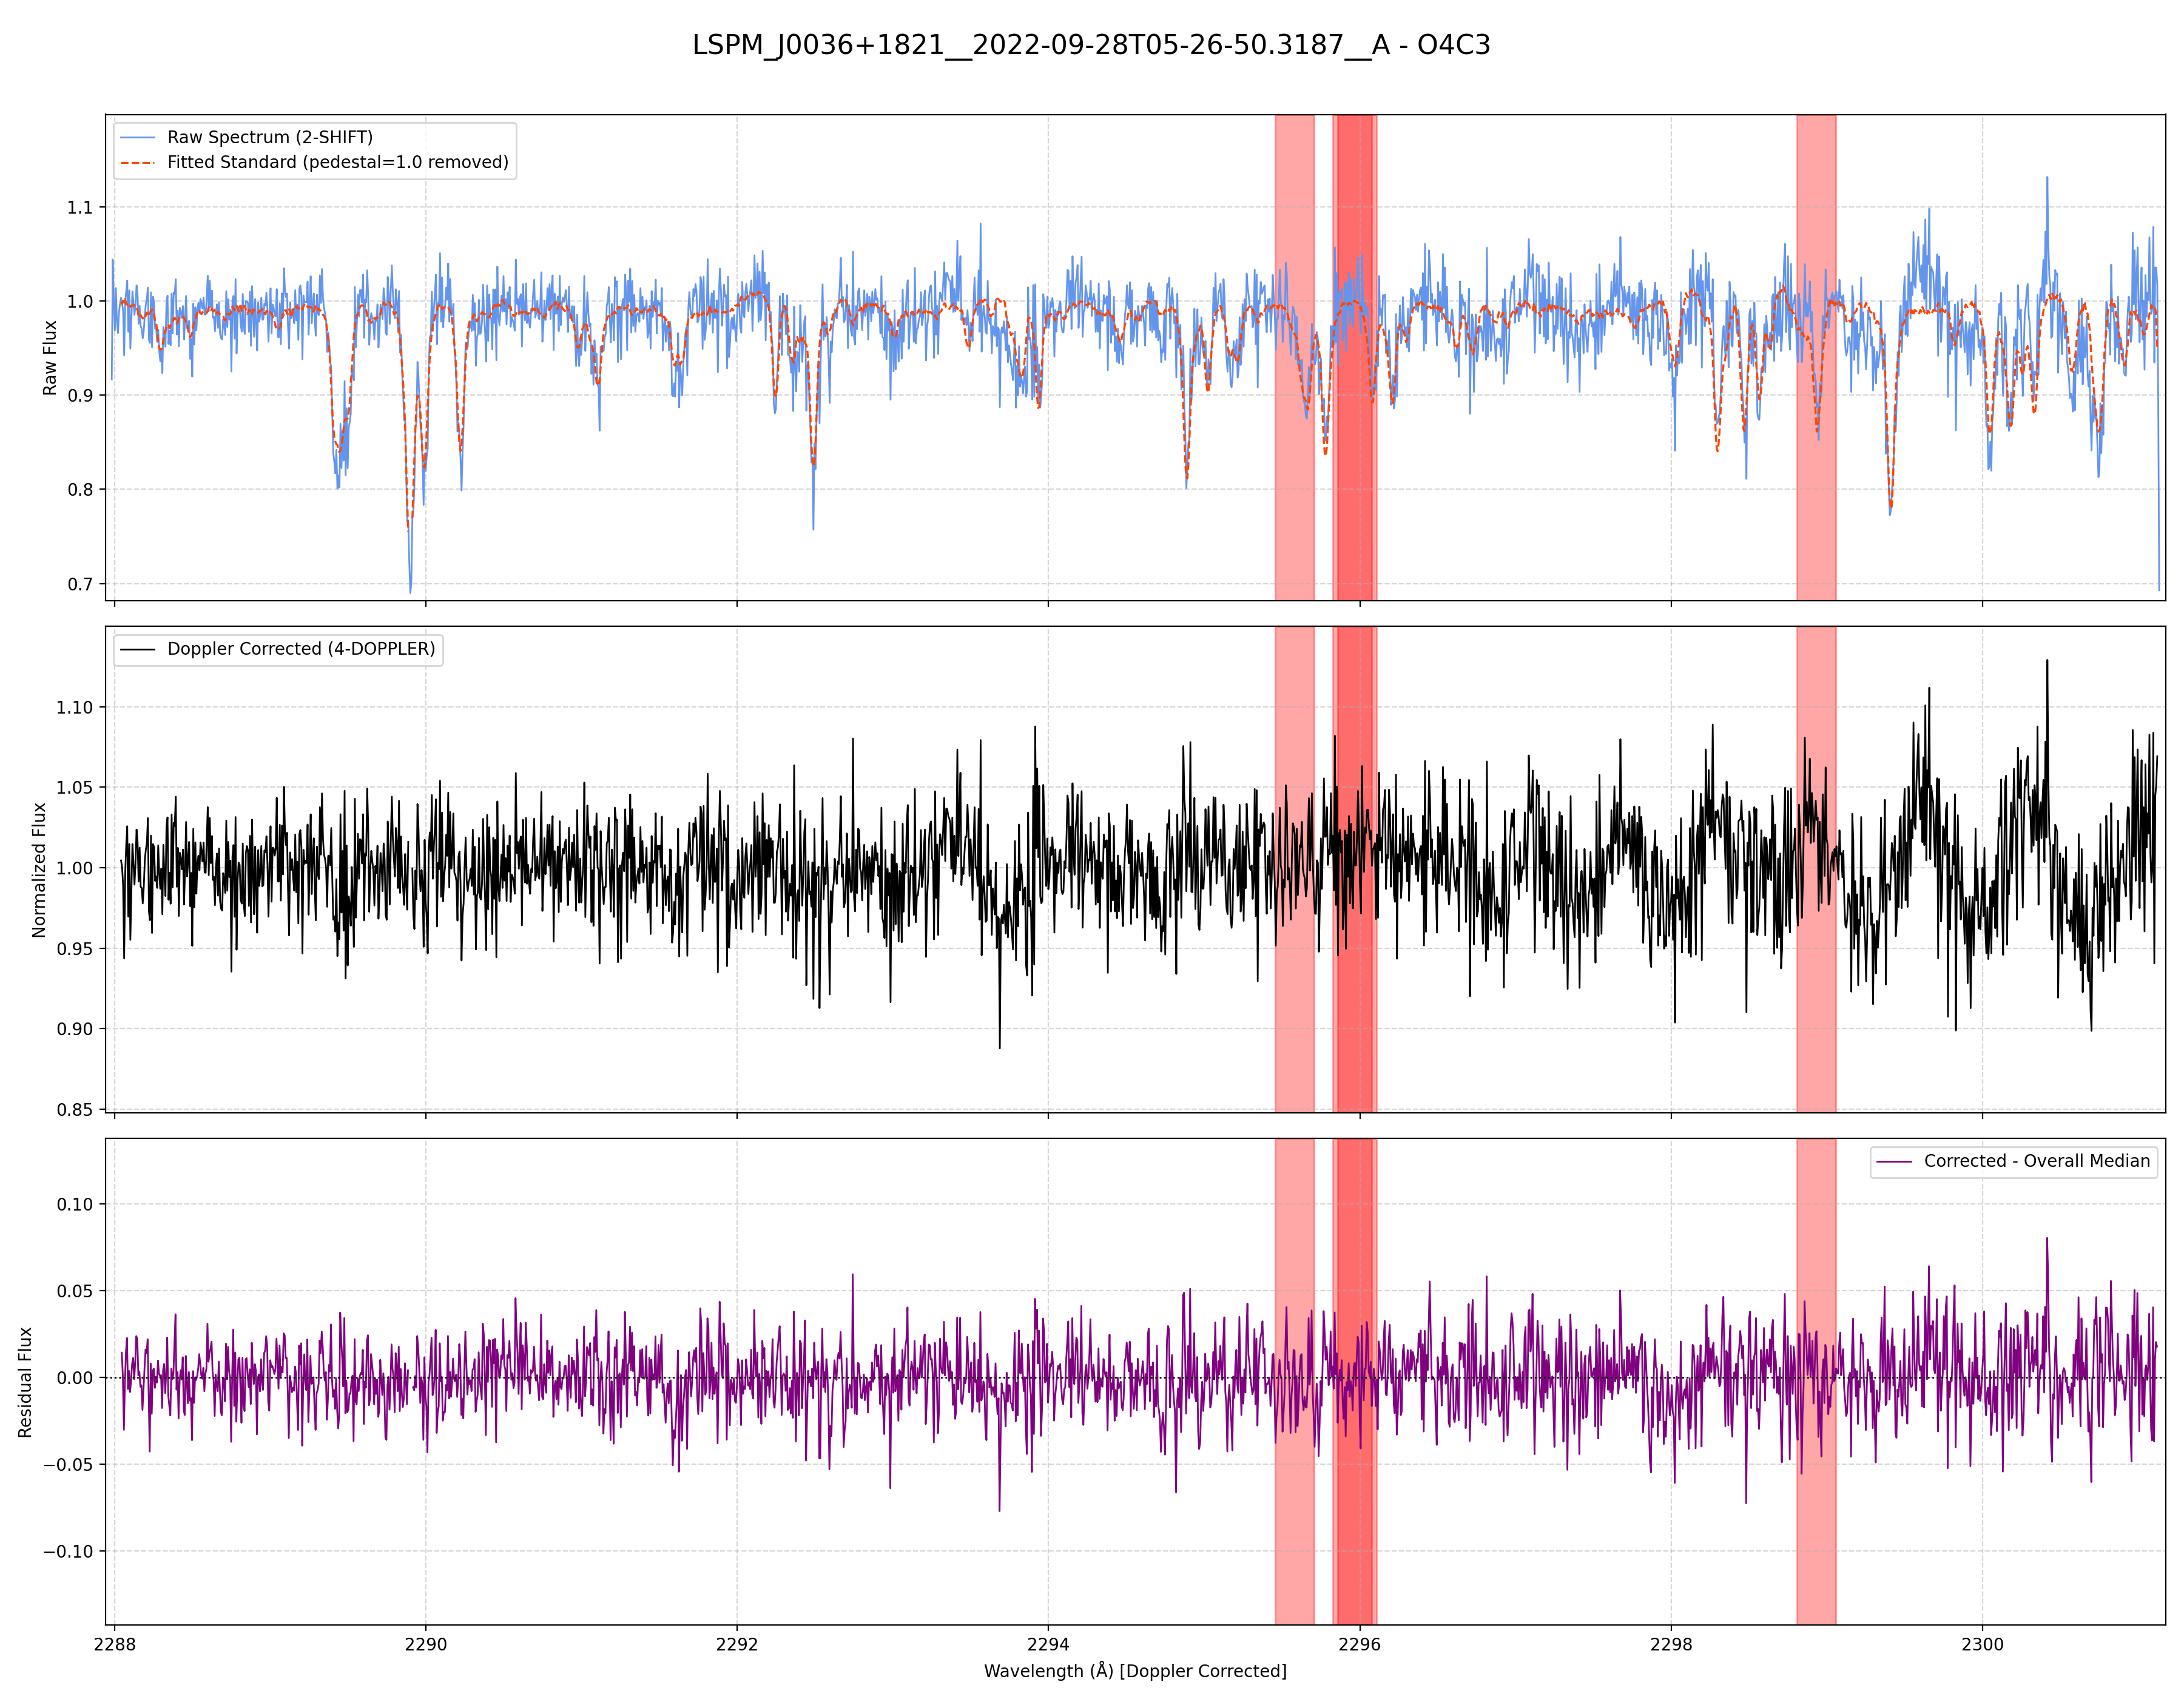 LSPM_J0036+1821__2022-09-28T05-26-50.3187__A - O4C3
Raw Spectrum (2-SHIFT)
Fitted Standard (pedestal=1.0 removed)
1.1
1.0
0.9
0.8
0.7
Raw Flux
Doppler Corrected (4-DOPPLER)
1.10
1.05
1.00
0.95
0.90
0.85
Normalized Flux
Corrected - Overall Median
0.10
0.05
0.00
−0.05
−0.10
Residual Flux
2288 2290 2292 2294 2296 2298 2300
Wavelength (Å) [Doppler Corrected]